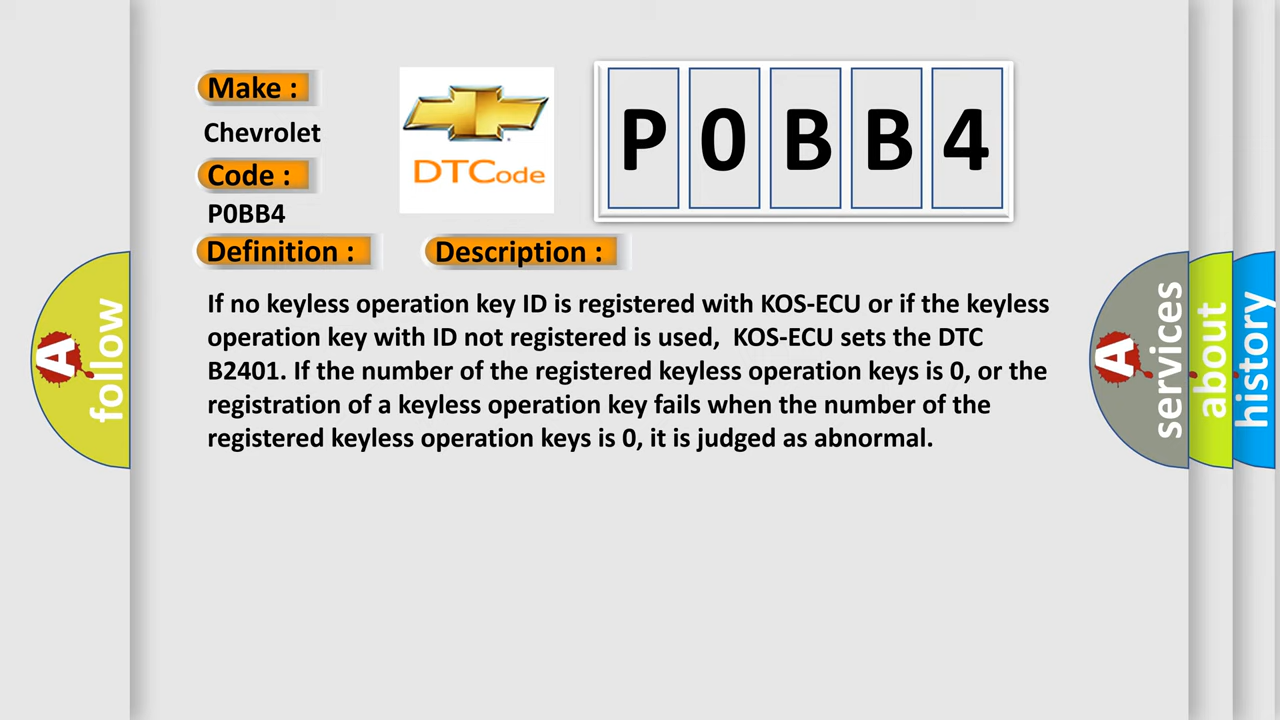 Make :
Chevrolet
Code :
P0BB4
DTCode
P0BB4
Definition :
Description :
If no keyless operation key ID is registered with KOS-ECU or if the keyless
operation key with ID not registered is used, KOS-ECU sets the DTC
B2401. If the number of the registered keyless operation keys is 0, or the
registration of a keyless operation key fails when the number of the
registered keyless operation keys is 0, it is judged as abnormal.
A
follow
A
services
about
history